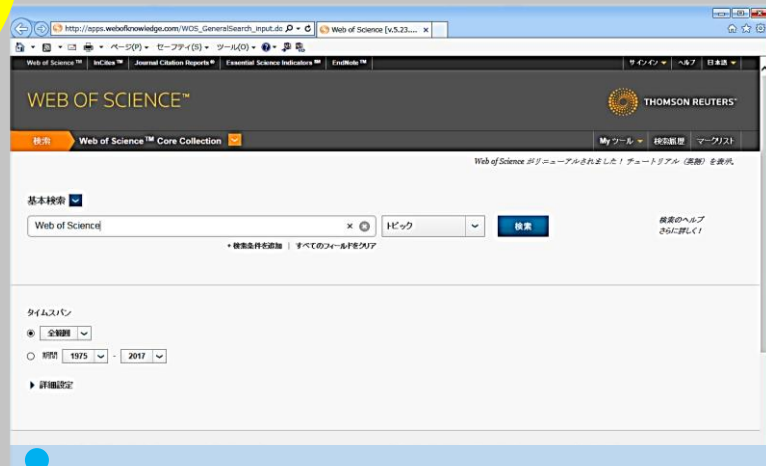 http://apps.webofknowledge.com/WOS_GeneralSearch_input.do
Web of Science [v.5.23....
ページ(P) セーフティ(S) ツール(O)
Web of Science™ InCites™ Journal Citation Reports® Essential Science Indicators℠ EndNote™ サインイン ヘルプ 日本語
WEB OF SCIENCE™ THOMSON REUTERS™
検索 Web of Science™ Core Collection Myツール 検索履歴 マークリスト
Web of Science がリニューアルされました！ チュートリアル（英語）を表示。
基本検索
Web of Science トピック 検索 検索のヘルプ
さらに詳しく！
+ 検索条件を追加 | すべてのフィールドをクリア
タイムスパン
全範囲
期間 1975 - 2017
詳細設定